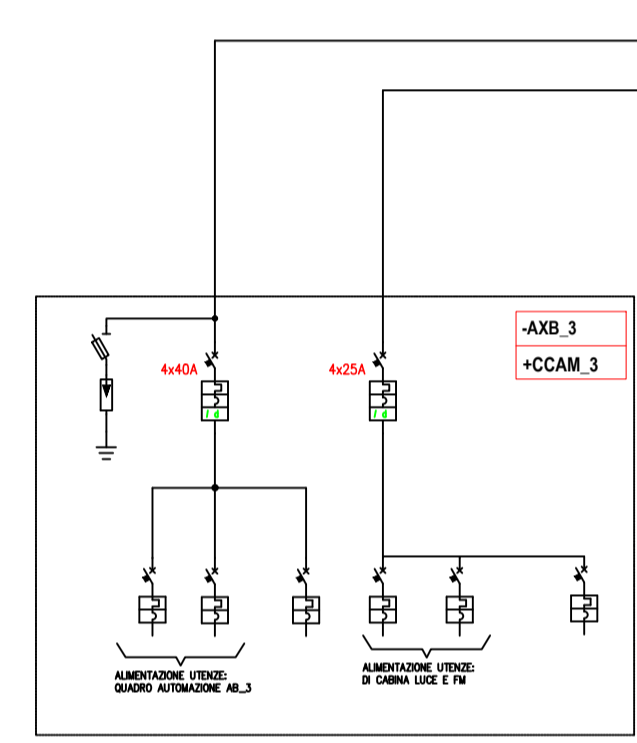 -AXB_3
+CCAM_3
4x40A
4x25A
I d
I d
ALIMENTAZIONE UTENZE:
QUADRO AUTOMAZIONE AB_3
ALIMENTAZIONE UTENZE:
DI CABINA LUCE E FM